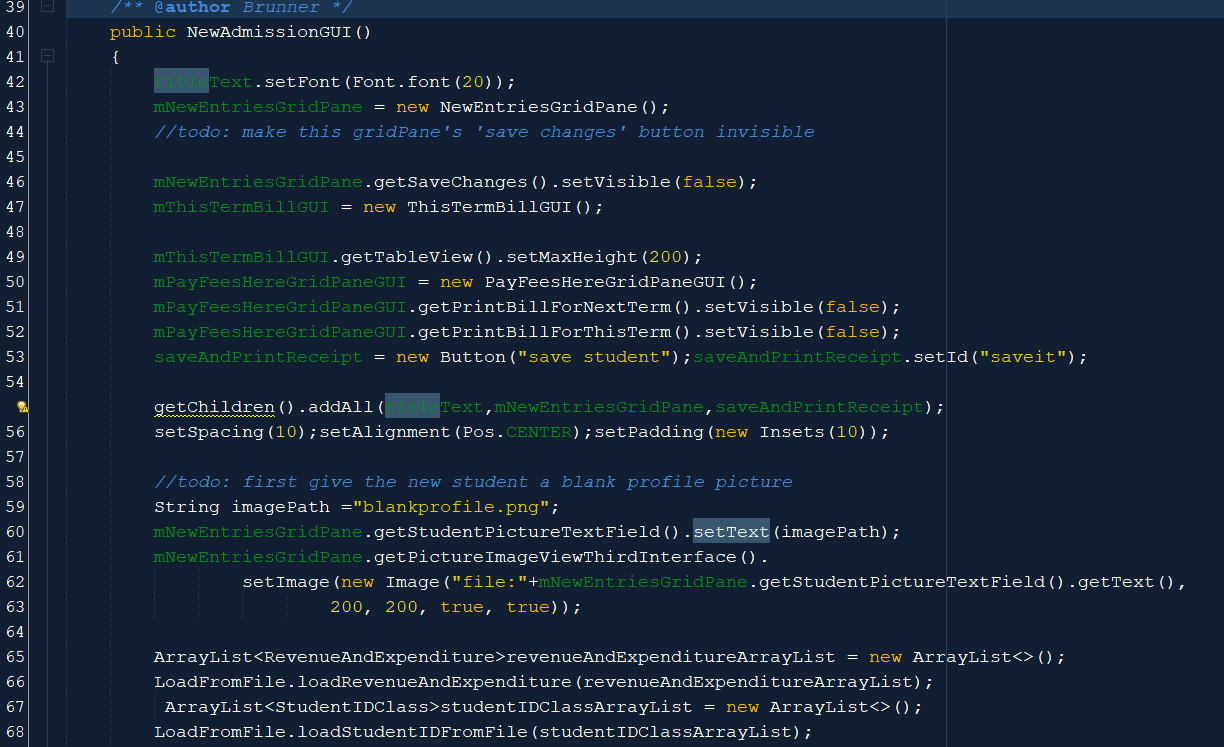 39 /** @author Brunner */
40 public NewAdmissionGUI()
41 {
42 titleText.setFont(Font.font(20));
43 mNewEntriesGridPane = new NewEntriesGridPane();
44 //todo: make this gridPane's 'save changes' button invisible
45
46 mNewEntriesGridPane.getSaveChanges().setVisible(false);
47 mThisTermBillGUI = new ThisTermBillGUI();
48
49 mThisTermBillGUI.getTableView().setMaxHeight(200);
50 mPayFeesHereGridPaneGUI = new PayFeesHereGridPaneGUI();
51 mPayFeesHereGridPaneGUI.getPrintBillForNextTerm().setVisible(false);
52 mPayFeesHereGridPaneGUI.getPrintBillForThisTerm().setVisible(false);
53 saveAndPrintReceipt = new Button("save student");saveAndPrintReceipt.setId("saveit");
54
getChildren().addAll(titleText,mNewEntriesGridPane,saveAndPrintReceipt);
56 setSpacing(10);setAlignment(Pos.CENTER);setPadding(new Insets(10));
57
58 //todo: first give the new student a blank profile picture
59 String imagePath ="blankprofile.png";
60 mNewEntriesGridPane.getStudentPictureTextField().setText(imagePath);
61 mNewEntriesGridPane.getPictureImageViewThirdInterface().
62 setImage(new Image("file:"+mNewEntriesGridPane.getStudentPictureTextField().getText(),
63 200, 200, true, true));
64
65 ArrayList<RevenueAndExpenditure>revenueAndExpenditureArrayList = new ArrayList<>();
66 LoadFromFile.loadRevenueAndExpenditure(revenueAndExpenditureArrayList);
67 ArrayList<StudentIDClass>studentIDClassArrayList = new ArrayList<>();
68 LoadFromFile.loadStudentIDFromFile(studentIDClassArrayList);